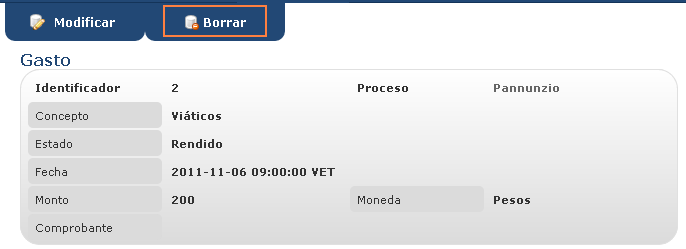 Modificar Borrar
Gasto
Identificador 2 Proceso Pannunzio
Concepto Viáticos
Estado Rendido
Fecha 2011-11-06 09:00:00 VET
Monto 200 Moneda Pesos
Comprobante